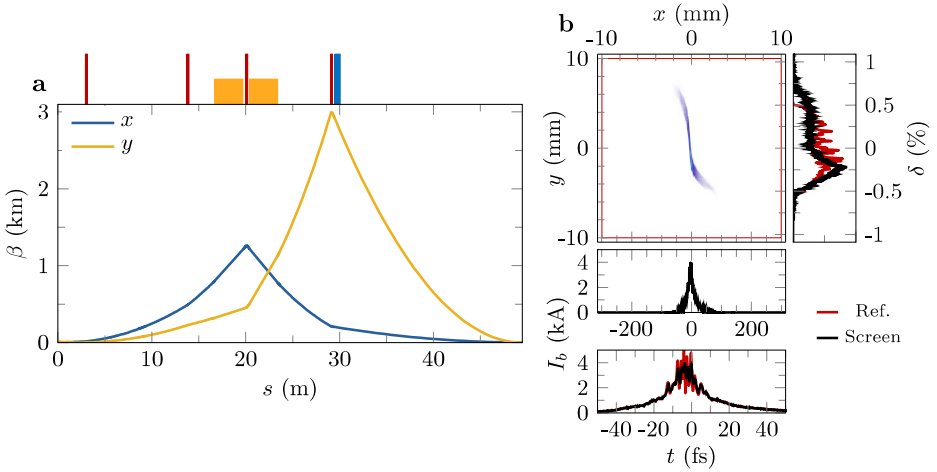 a
x
y
3
2
1
0
β (km)
0 10 20 30 40
s (m)
b
x (mm)
-10 0 10
10
0
-10
y (mm)
1
0.5
0
-0.5
-1
δ (%)
4
2
0
-200 0 200
I_b (kA)
4
2
0
-40 -20 0 20 40
t (fs)
Ref.
Screen